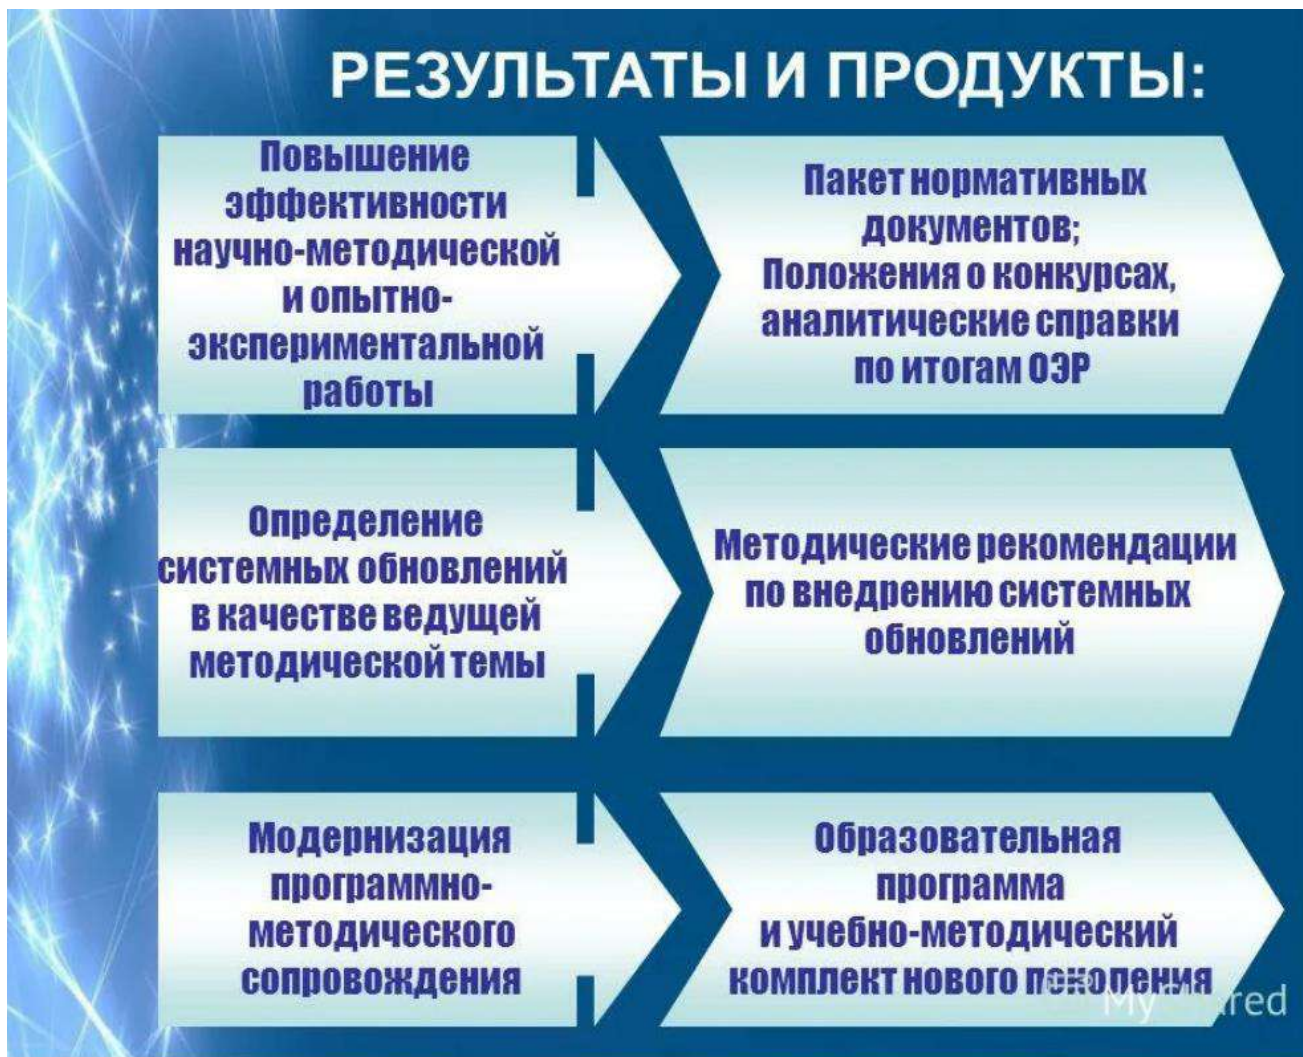 РЕЗУЛЬТАТЫ И ПРОДУКТЫ:
Повышение
эффективности
научно-методической
и опытно-
экспериментальной
работы
Пакет нормативных
документов;
Положения о конкурсах,
аналитические справки
по итогам ОЭР
Определение
системных обновлений
в качестве ведущей
методической темы
Методические рекомендации
по внедрению системных
обновлений
Модернизация
программно-
методического
сопровождения
Образовательная
программа
и учебно-методический
комплект нового поколения
MyShared